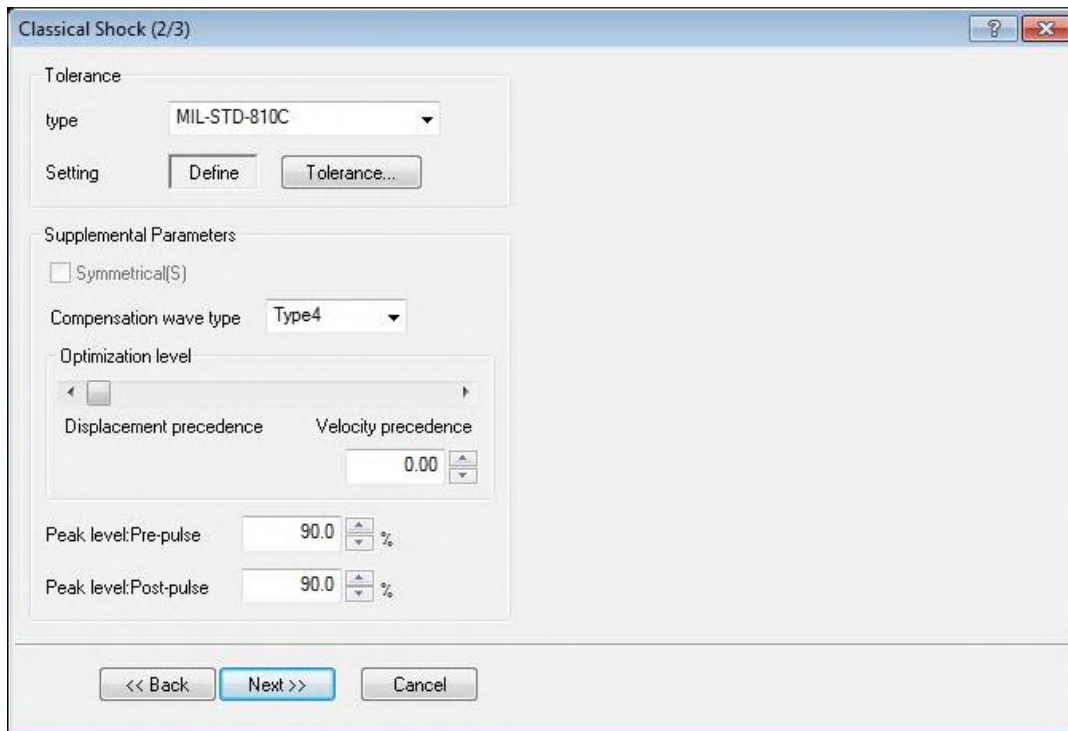 Classical Shock (2/3)
Tolerance
type MIL-STD-810C
Setting Define Tolerance...
Supplemental Parameters
Symmetrical(S)
Compensation wave type Type4
Optimization level
Displacement precedence Velocity precedence
0.00
Peak level:Pre-pulse 90.0 %
Peak level:Post-pulse 90.0 %
<< Back Next >> Cancel